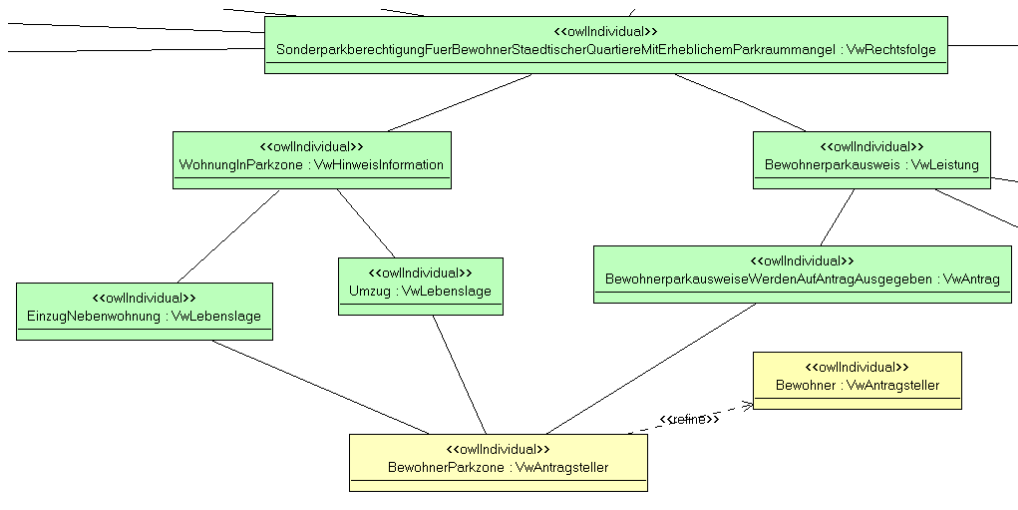 <<owlIndividual>>
SonderparkberechtigungFuerBewohnerStaedtischerQuartiereMitErheblichemParkraummangel : VwRechtsfolge
<<owlIndividual>>
WohnungInParkzone : VwHinweisInformation
<<owlIndividual>>
Bewohnerparkausweis : VwLeistung
<<owlIndividual>>
EinzugNebenwohnung : VwLebenslage
<<owlIndividual>>
Umzug : VwLebenslage
<<owlIndividual>>
BewohnerparkausweiseWerdenAufAntragAusgegeben : VwAntrag
<<owlIndividual>>
Bewohner : VwAntragsteller
<<refine>>
<<owlIndividual>>
BewohnerParkzone : VwAntragsteller